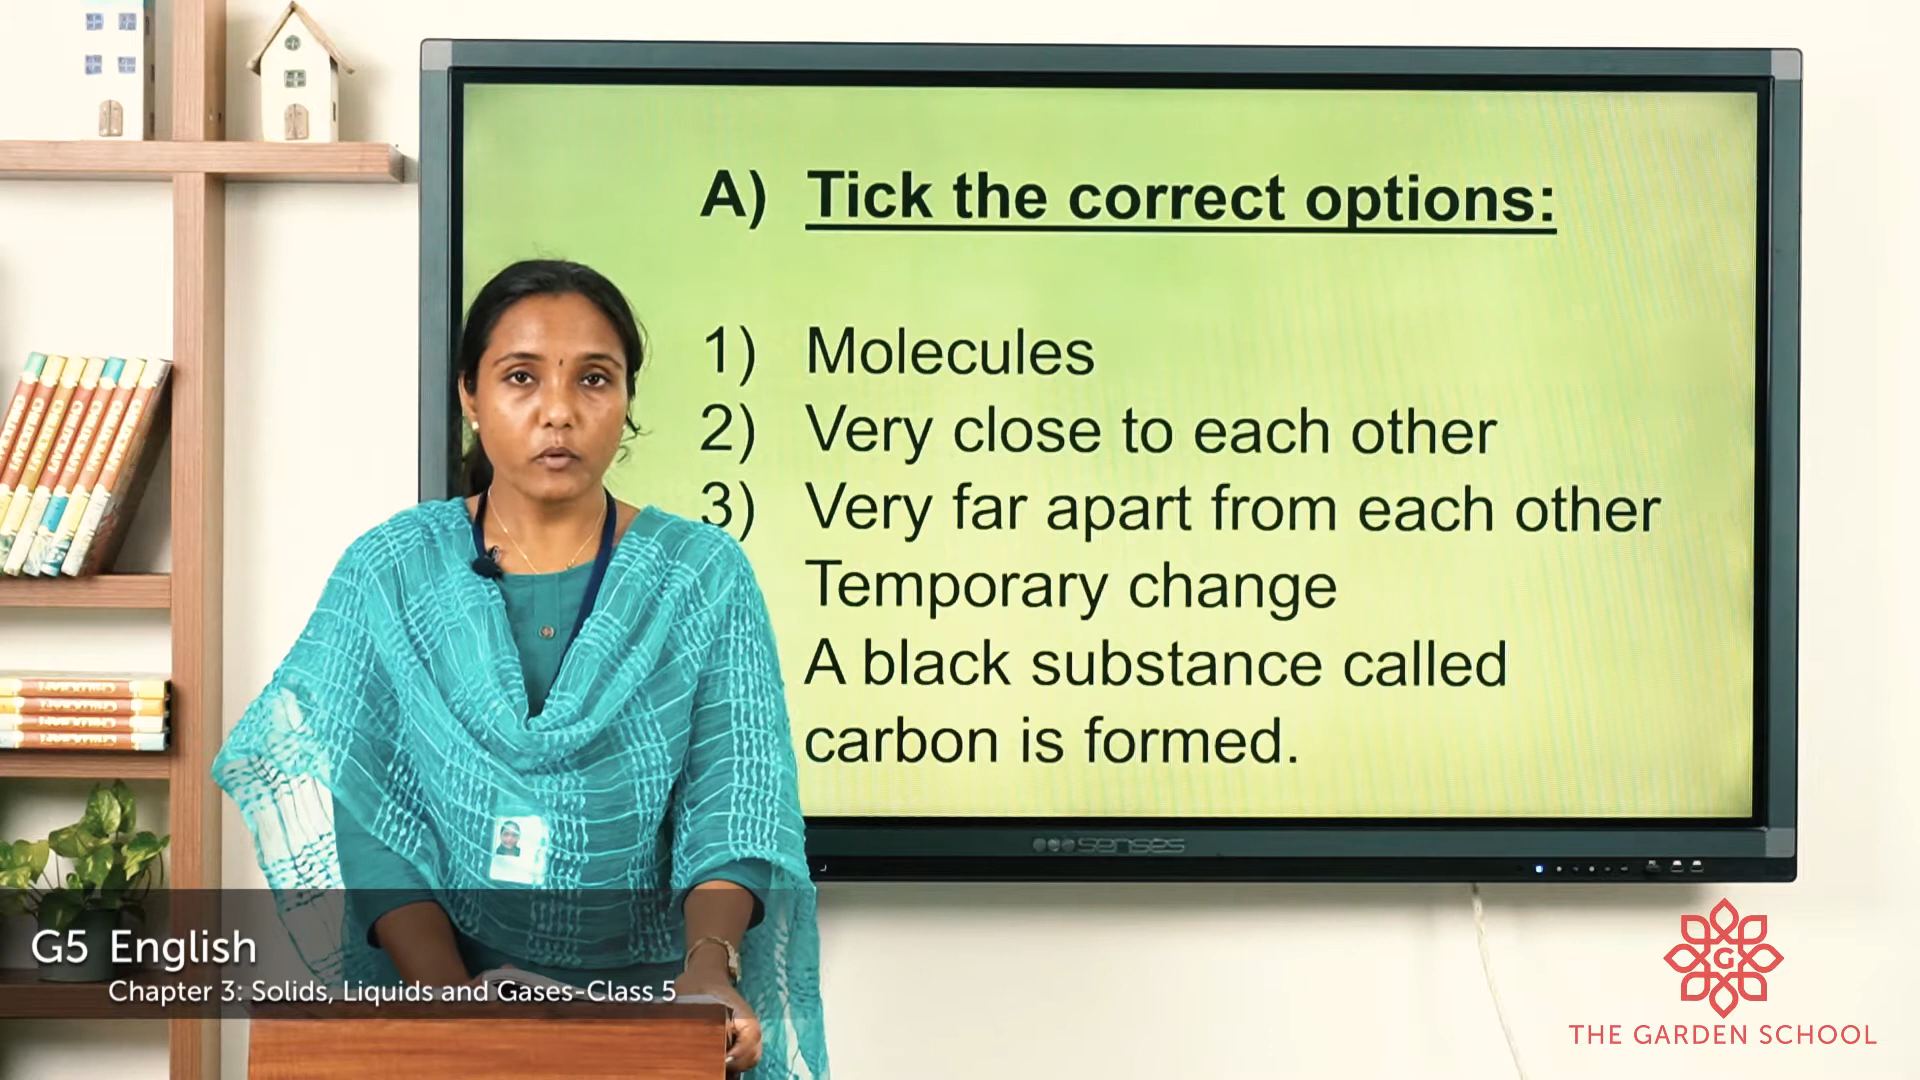 A) Tick the correct options:
1) Molecules
2) Very close to each other
3) Very far apart from each other
Temporary change
A black substance called
carbon is formed.
senses
G5 English
Chapter 3: Solids, Liquids and Gases-Class 5
G
THE GARDEN SCHOOL